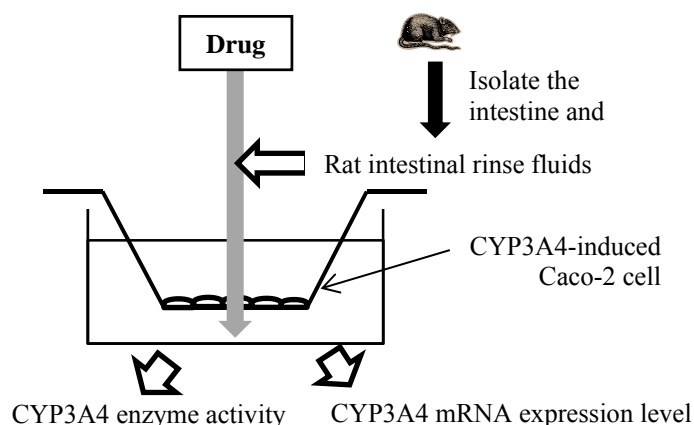 Drug
Isolate the
intestine and
Rat intestinal rinse fluids
CYP3A4-induced
Caco-2 cell
CYP3A4 enzyme activity
CYP3A4 mRNA expression level